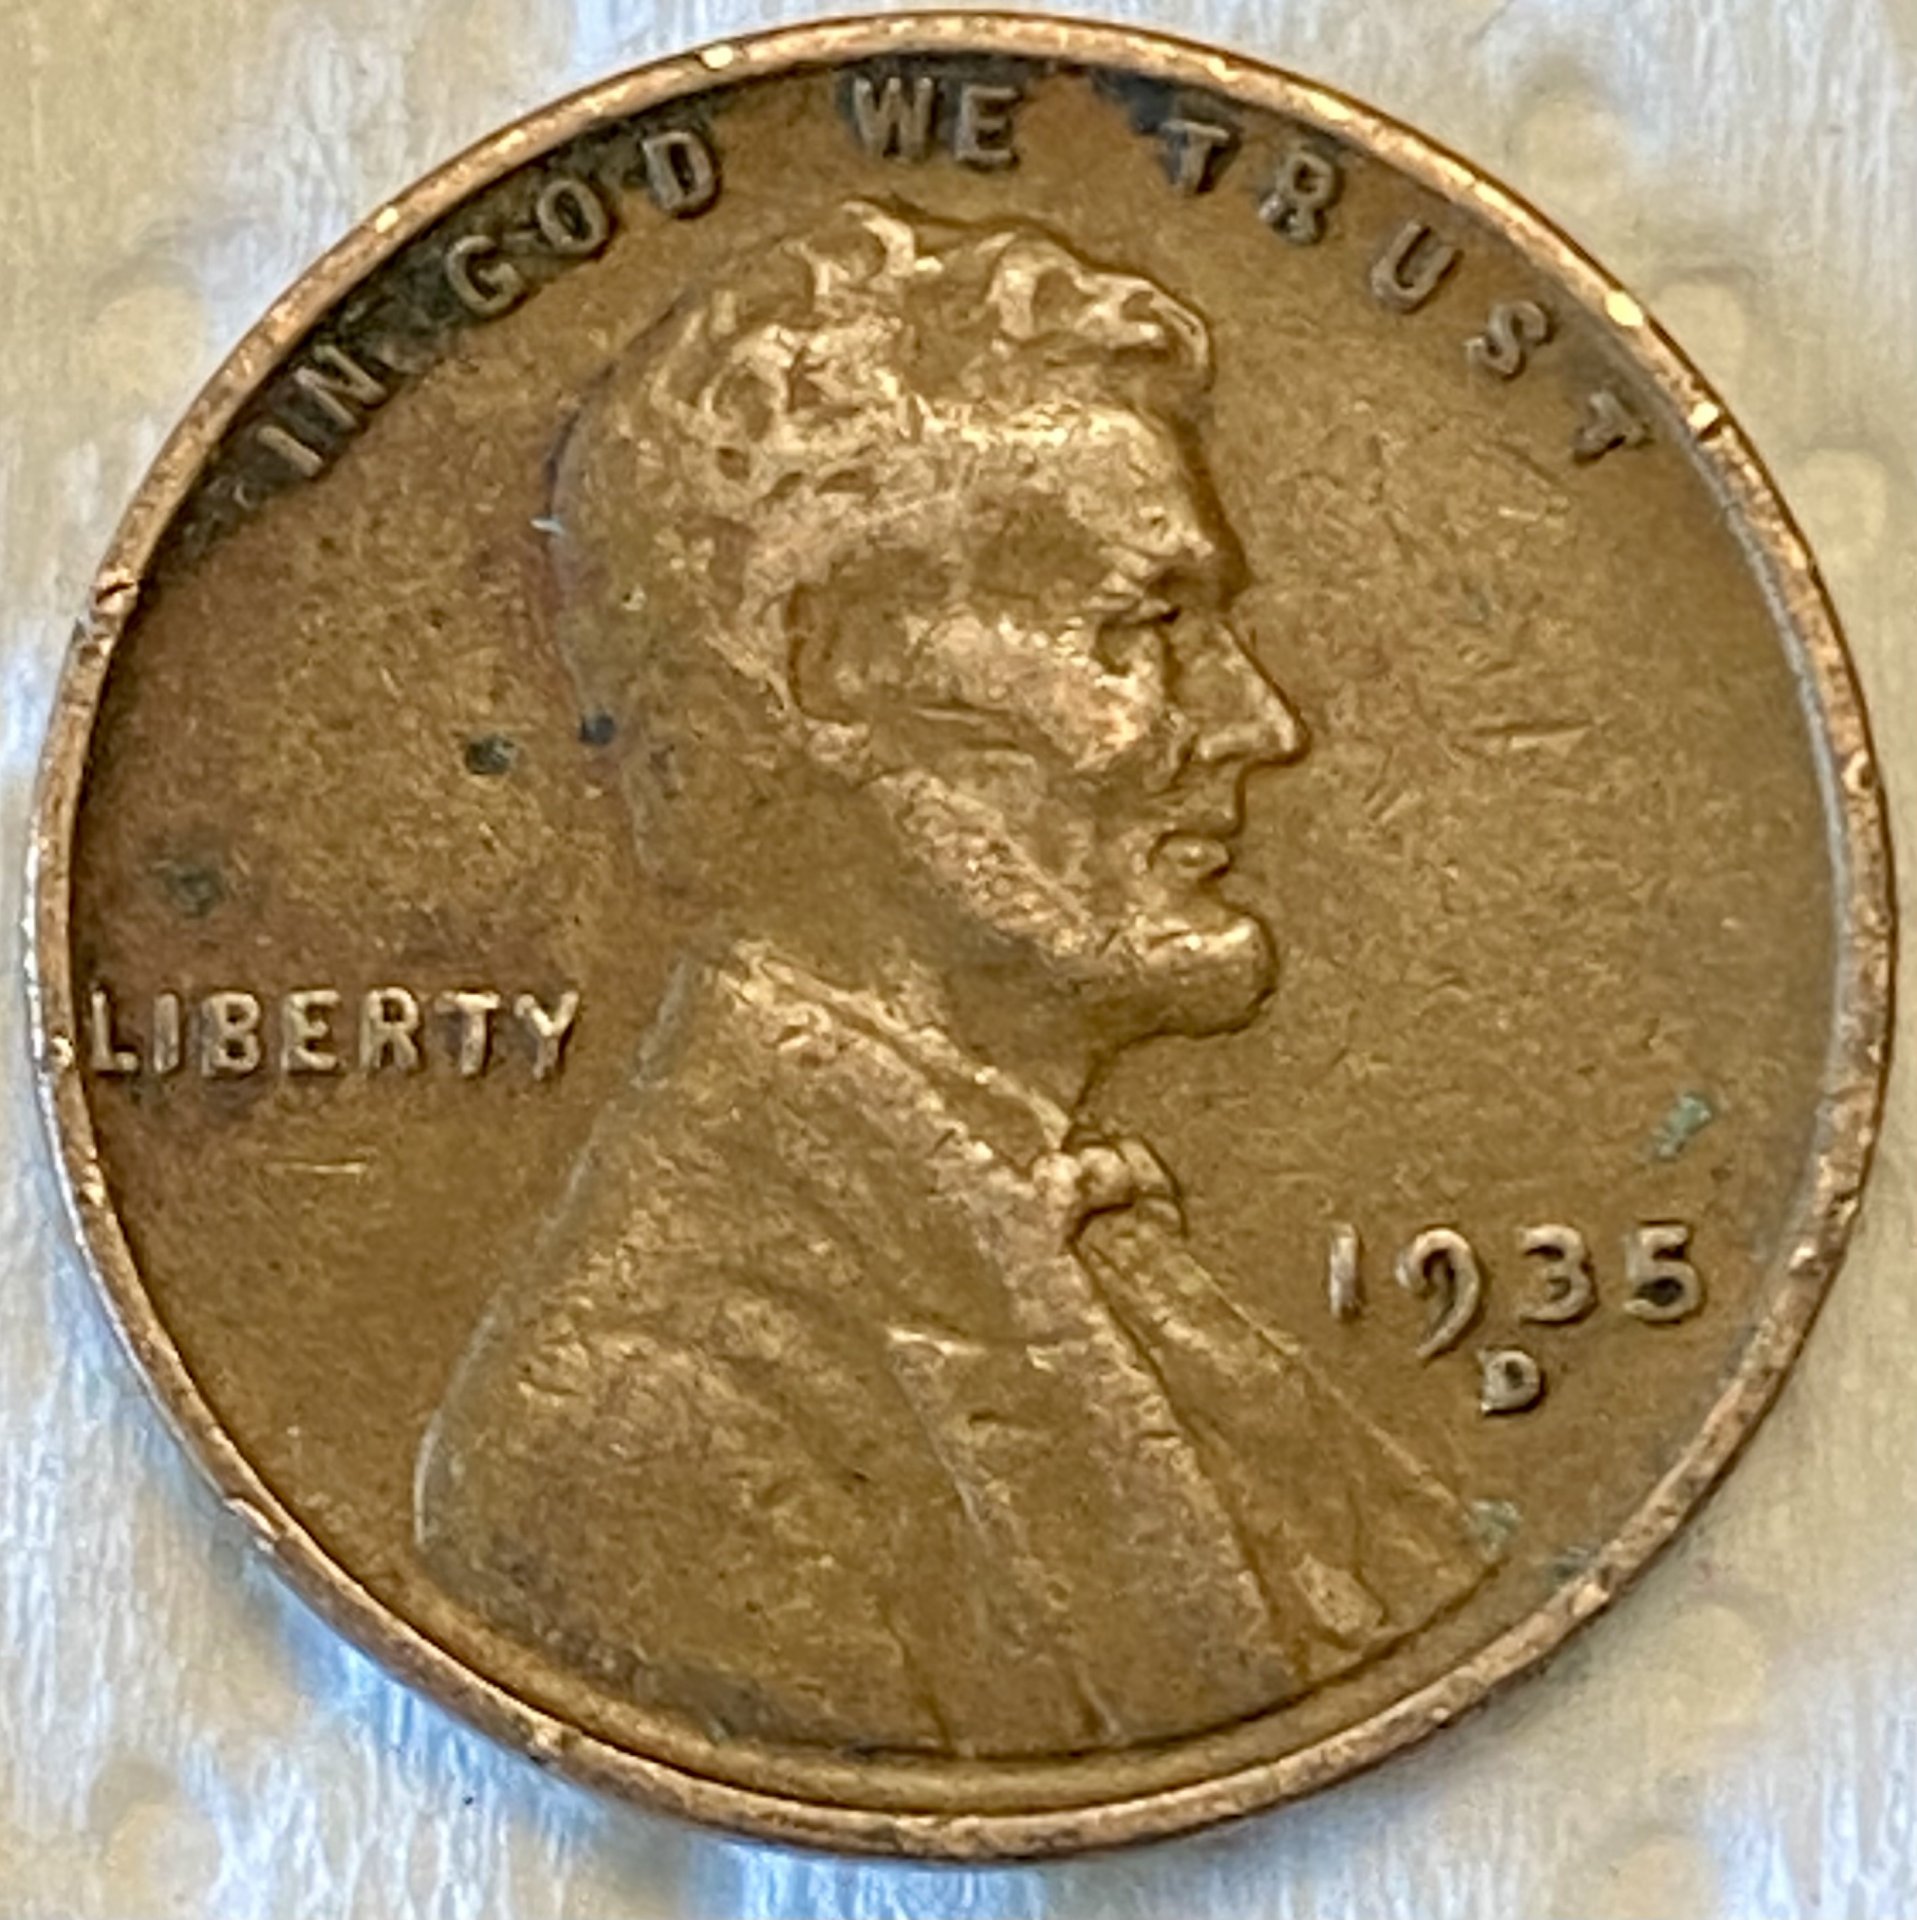 IN GOD WE TRUST
LIBERTY
1935
D